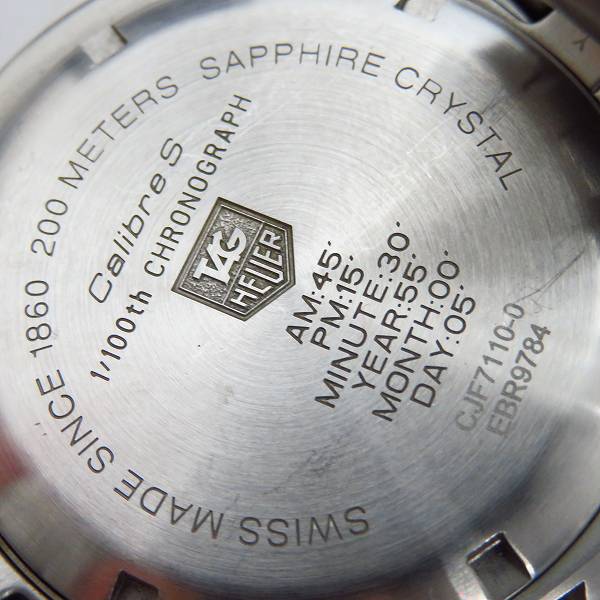 SWISS MADE SINCE 1860 200 METERS SAPPHIRE CRYSTAL
Calibre S
1/100th CHRONOGRAPH
TAG
HEUER
AM:45'
PM:15'
MINUTE:30'
YEAR:55'
MONTH:00'
DAY:05'
CJF7110-0
EBR9784